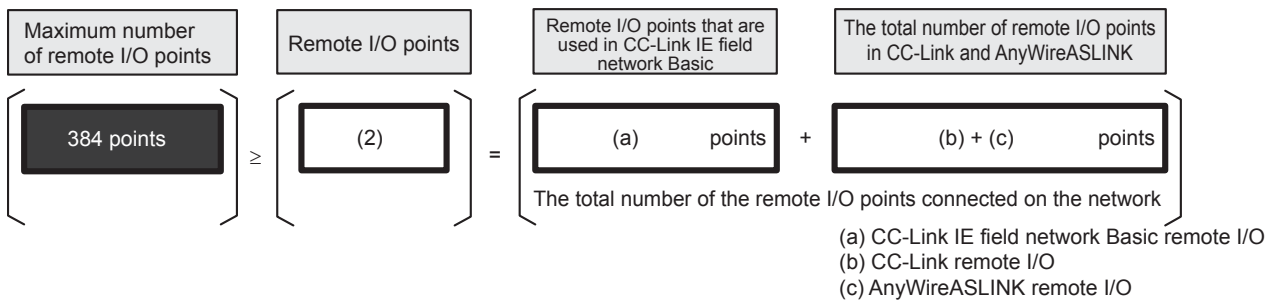 Maximum number
of remote I/O points
Remote I/O points
Remote I/O points that are
used in CC-Link IE field
network Basic
The total number of remote I/O points
in CC-Link and AnyWireASLINK
384 points
≥
(2)
=
(a) points
+
(b) + (c) points
The total number of the remote I/O points connected on the network
(a) CC-Link IE field network Basic remote I/O
(b) CC-Link remote I/O
(c) AnyWireASLINK remote I/O